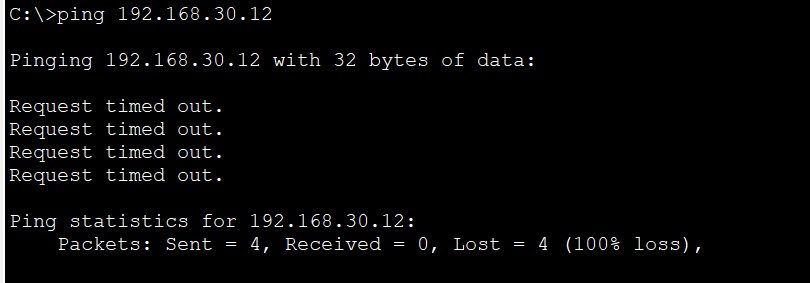 C:\>ping 192.168.30.12
Pinging 192.168.30.12 with 32 bytes of data:
Request timed out.
Request timed out.
Request timed out.
Request timed out.
Ping statistics for 192.168.30.12:
    Packets: Sent = 4, Received = 0, Lost = 4 (100% loss),